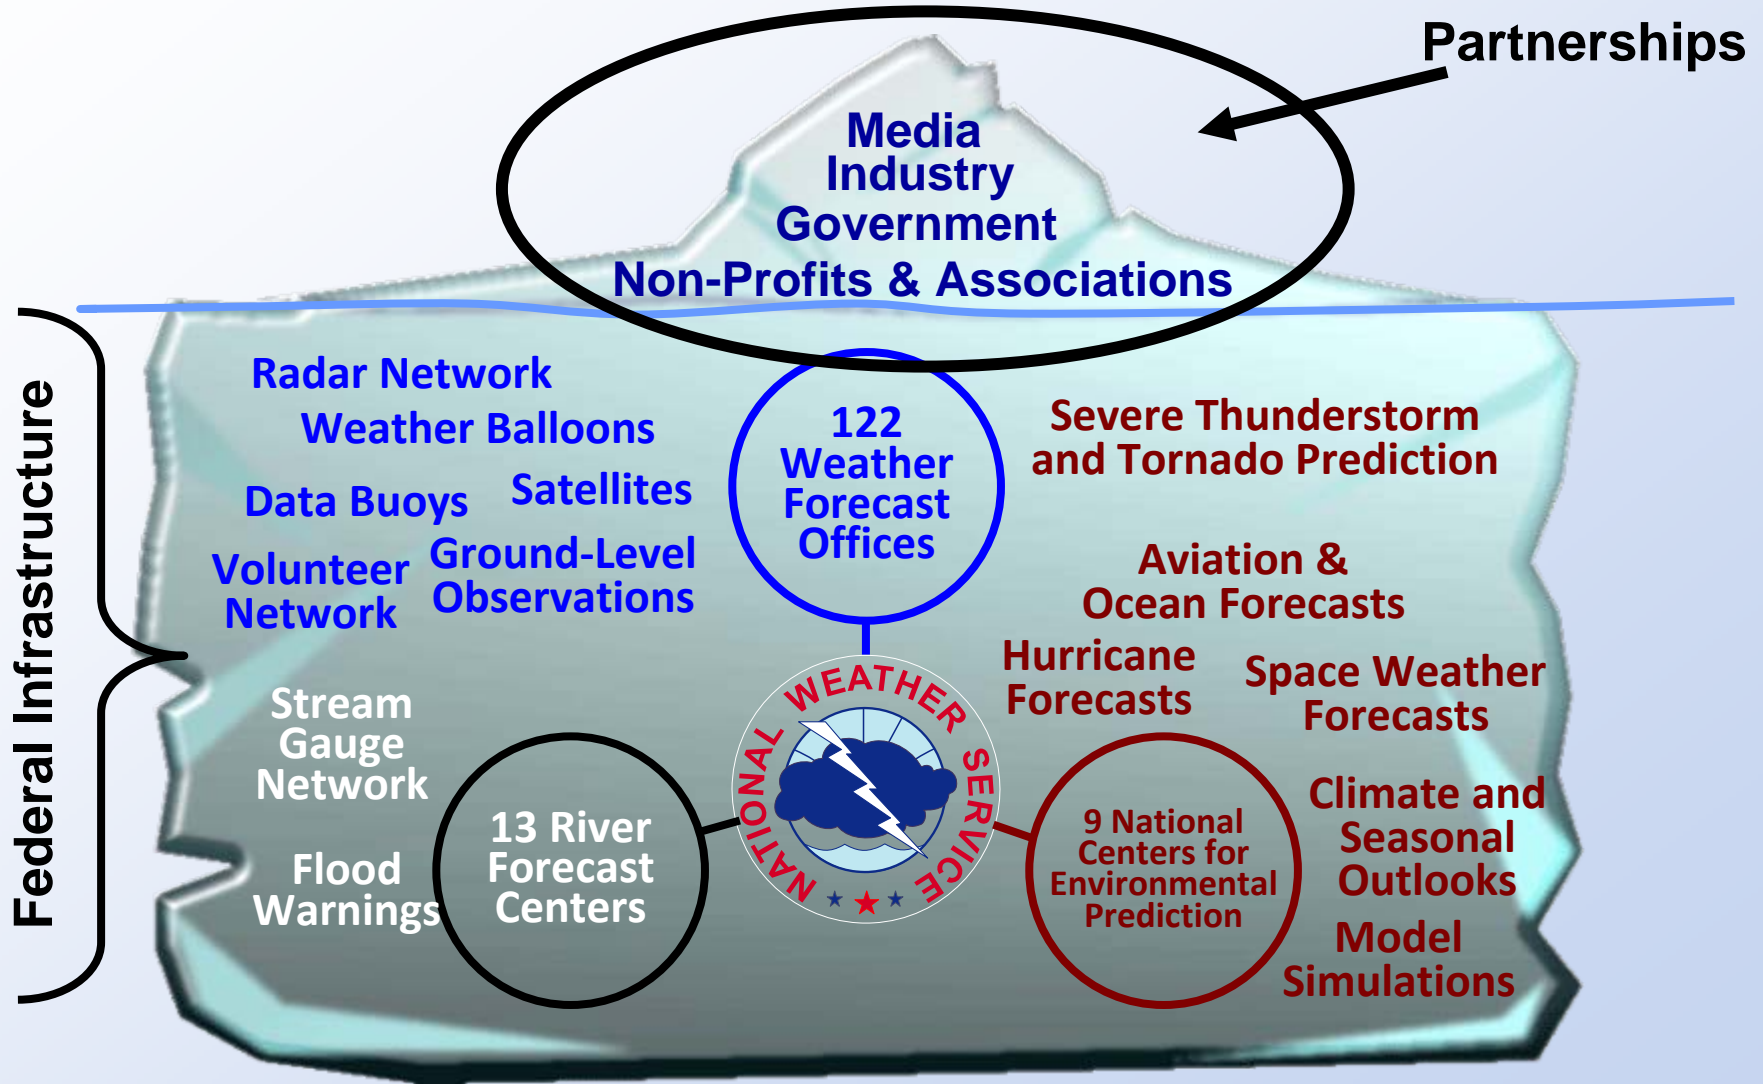 Partnerships
Media
Industry
Government
Non-Profits & Associations
Federal Infrastructure
Radar Network
Weather Balloons
Data Buoys
Satellites
Volunteer
Network
Ground-Level
Observations
122
Weather
Forecast
Offices
Severe Thunderstorm
and Tornado Prediction
Aviation &
Ocean Forecasts
Hurricane
Forecasts
Space Weather
Forecasts
Stream
Gauge
Network
Flood
Warnings
13 River
Forecast
Centers
NATIONAL WEATHER SERVICE
9 National
Centers for
Environmental
Prediction
Climate and
Seasonal
Outlooks
Model
Simulations